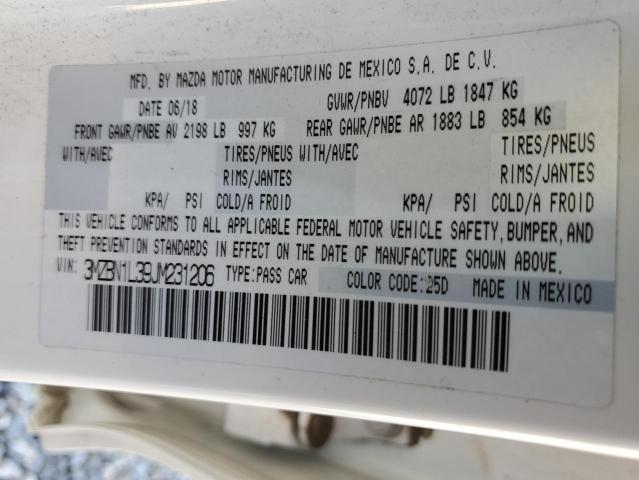 MFD. BY MAZDA MOTOR MANUFACTURING DE MEXICO S.A. DE C.V.
DATE 06/18 GVWR/PNBV 4072 LB 1847 KG
FRONT GAWR/PNBE AV 2198 LB 997 KG REAR GAWR/PNBE AR 1883 LB 854 KG
WITH/AVEC TIRES/PNEUS WITH/AVEC TIRES/PNEUS
RIMS/JANTES RIMS/JANTES
KPA/ PSI COLD/A FROID KPA/ PSI COLD/A FROID
THIS VEHICLE CONFORMS TO ALL APPLICABLE FEDERAL MOTOR VEHICLE SAFETY, BUMPER, AND
THEFT PREVENTION STANDARDS IN EFFECT ON THE DATE OF MANUFACTURE SHOWN ABOVE.
VIN: 3MZBN1L39JM231206 TYPE:PASS CAR COLOR CODE:25D MADE IN MEXICO